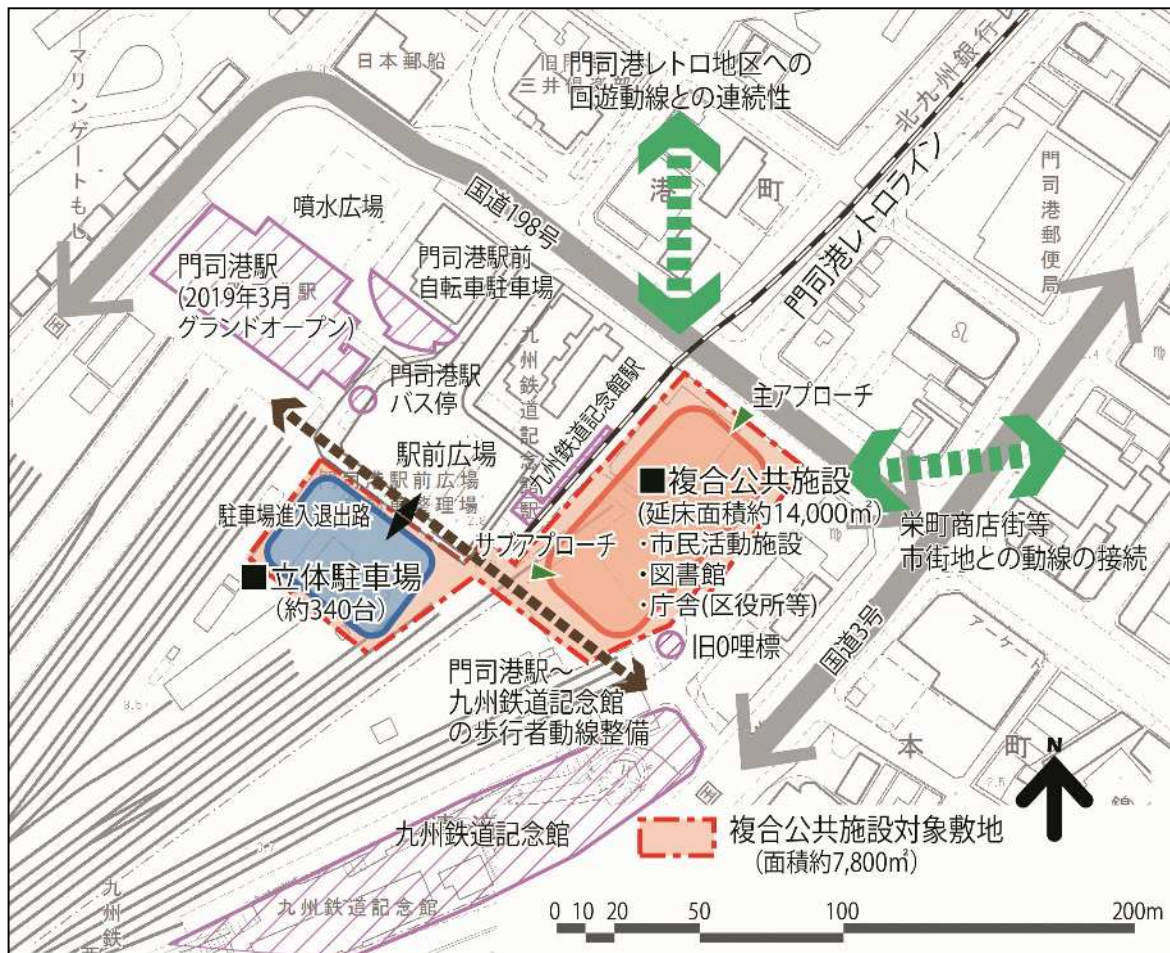 マリンゲートもじ
日本郵船
旧門
三井倶楽部
門司港レトロ地区への
回遊動線との連続性
北九州銀行レ
港町
門司港レトロライン
門司港郵便局
国道198号
噴水広場
門司港駅
(2019年3月
グランドオープン)
駅
門司港駅前
自転車駐車場
九州鉄道記念館駅
九州鉄道記念館駅
門司港駅
バス停
主アプローチ
駅前広場
門司港駅前広場
整理場
駐車場進入退出路
サブアプローチ
■立体駐車場
(約340台)
■複合公共施設
(延床面積約14,000㎡)
・市民活動施設
・図書館
・庁舎(区役所等)
栄町商店街等
市街地との動線の接続
旧0哩標
国道3号
アーケード
門司港駅～
九州鉄道記念館
の歩行者動線整備
本町
N
九州鉄道記念館
九州鉄道記念館
九州鉄
複合公共施設対象敷地
(面積約7,800㎡)
0 10 20 50 100 200m